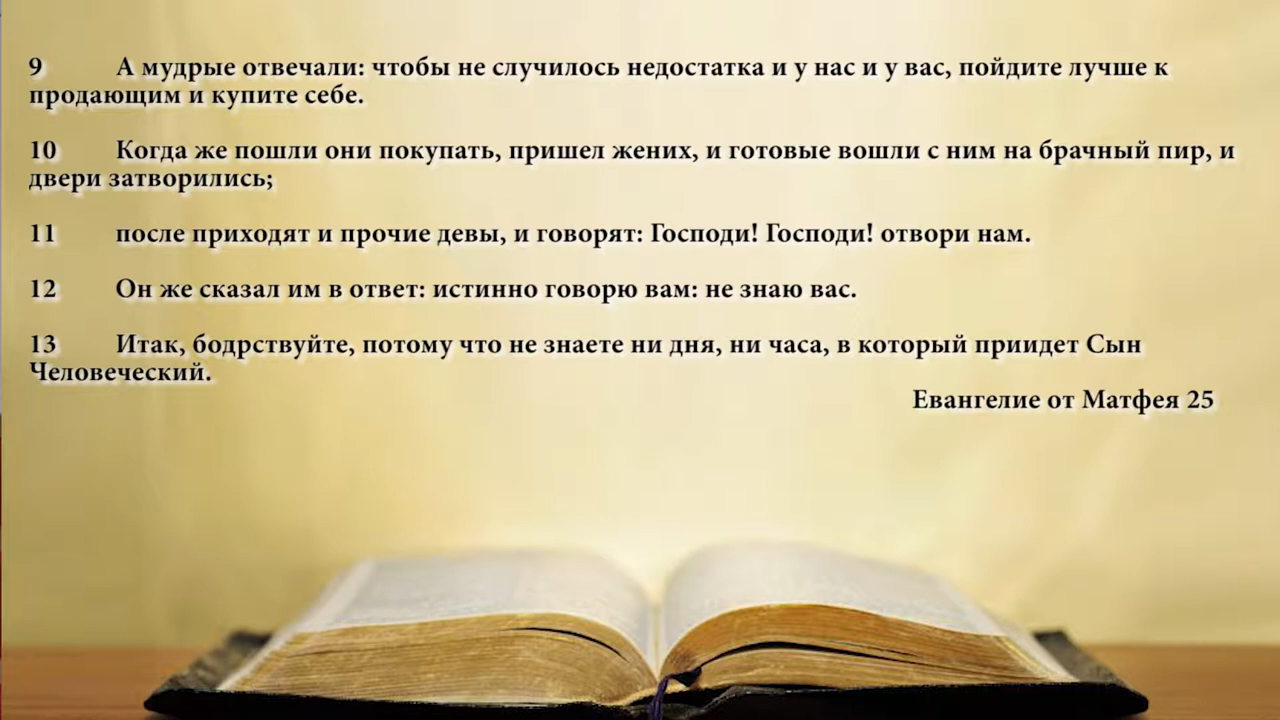 9 А мудрые отвечали: чтобы не случилось недостатка и у нас и у вас, пойдите лучше к
продающим и купите себе.
10 Когда же пошли они покупать, пришел жених, и готовые вошли с ним на брачный пир, и
двери затворились;
11 после приходят и прочие девы, и говорят: Господи! Господи! отвори нам.
12 Он же сказал им в ответ: истинно говорю вам: не знаю вас.
13 Итак, бодрствуйте, потому что не знаете ни дня, ни часа, в который приидет Сын
Человеческий.
Евангелие от Матфея 25